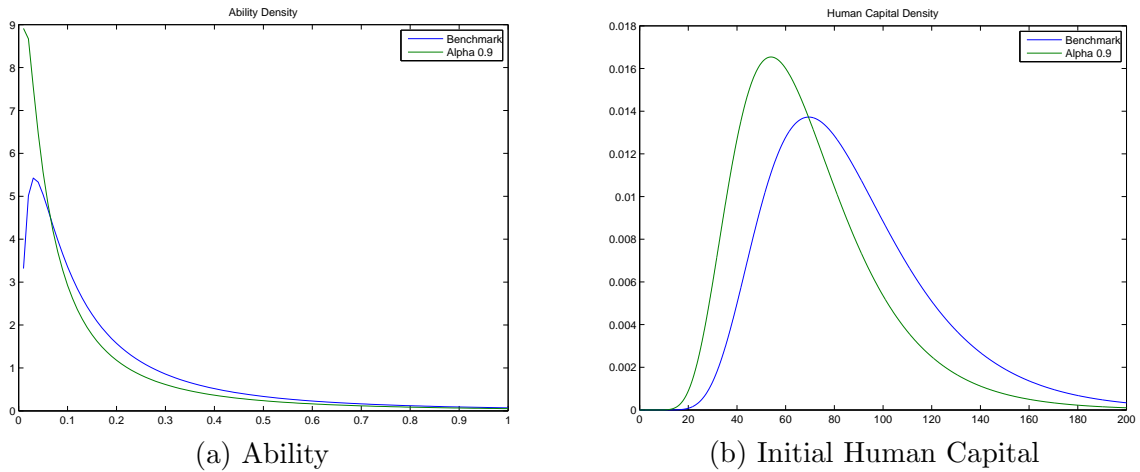 Ability Density
9
8
7
6
5
4
3
2
1
0
0 0.1 0.2 0.3 0.4 0.5 0.6 0.7 0.8 0.9 1
Benchmark
Alpha 0.9
(a) Ability
Human Capital Density
0.018
0.016
0.014
0.012
0.01
0.008
0.006
0.004
0.002
0
0 20 40 60 80 100 120 140 160 180 200
Benchmark
Alpha 0.9
(b) Initial Human Capital